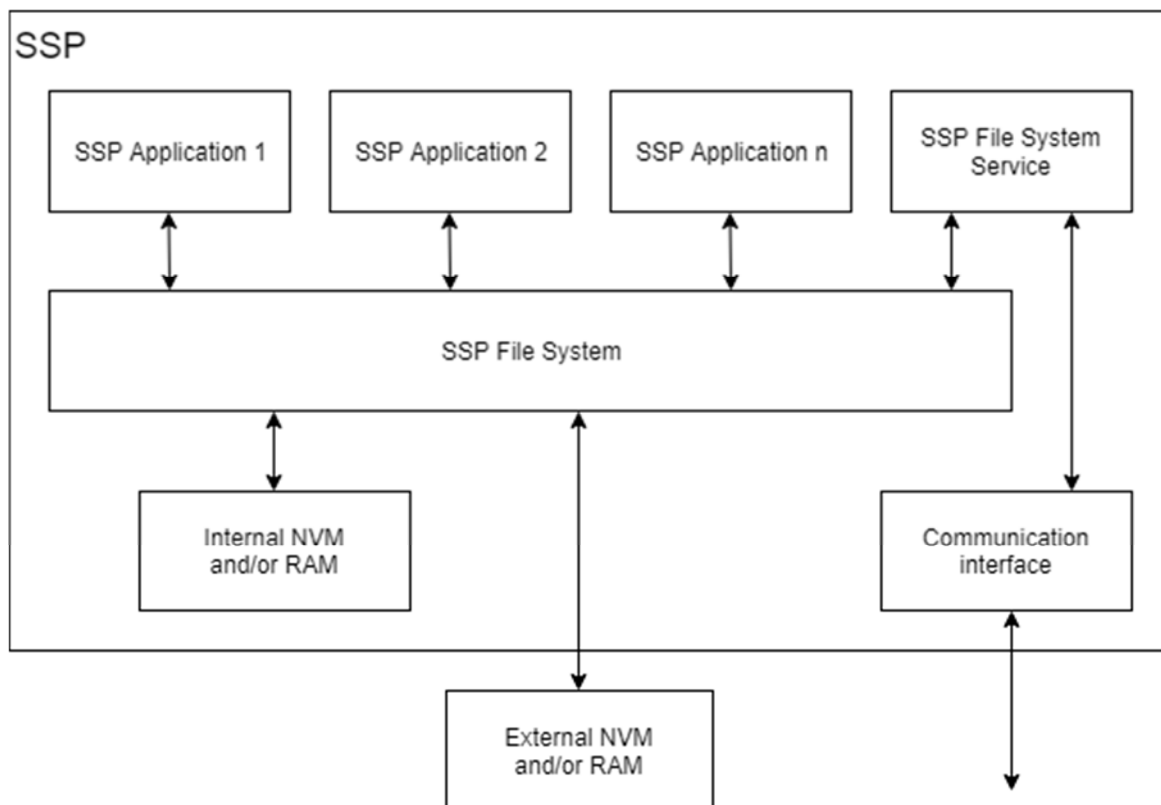 SSP
SSP Application 1
SSP Application 2
SSP Application n
SSP File System
Service
SSP File System
Internal NVM
and/or RAM
Communication
interface
External NVM
and/or RAM